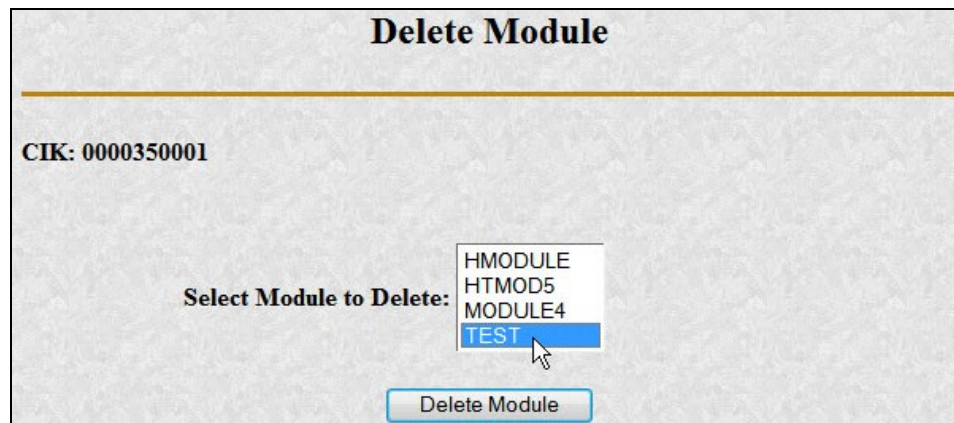 Delete Module
CIK: 0000350001
Select Module to Delete:
HMODULE
HTMOD5
MODULE4
TEST
Delete Module